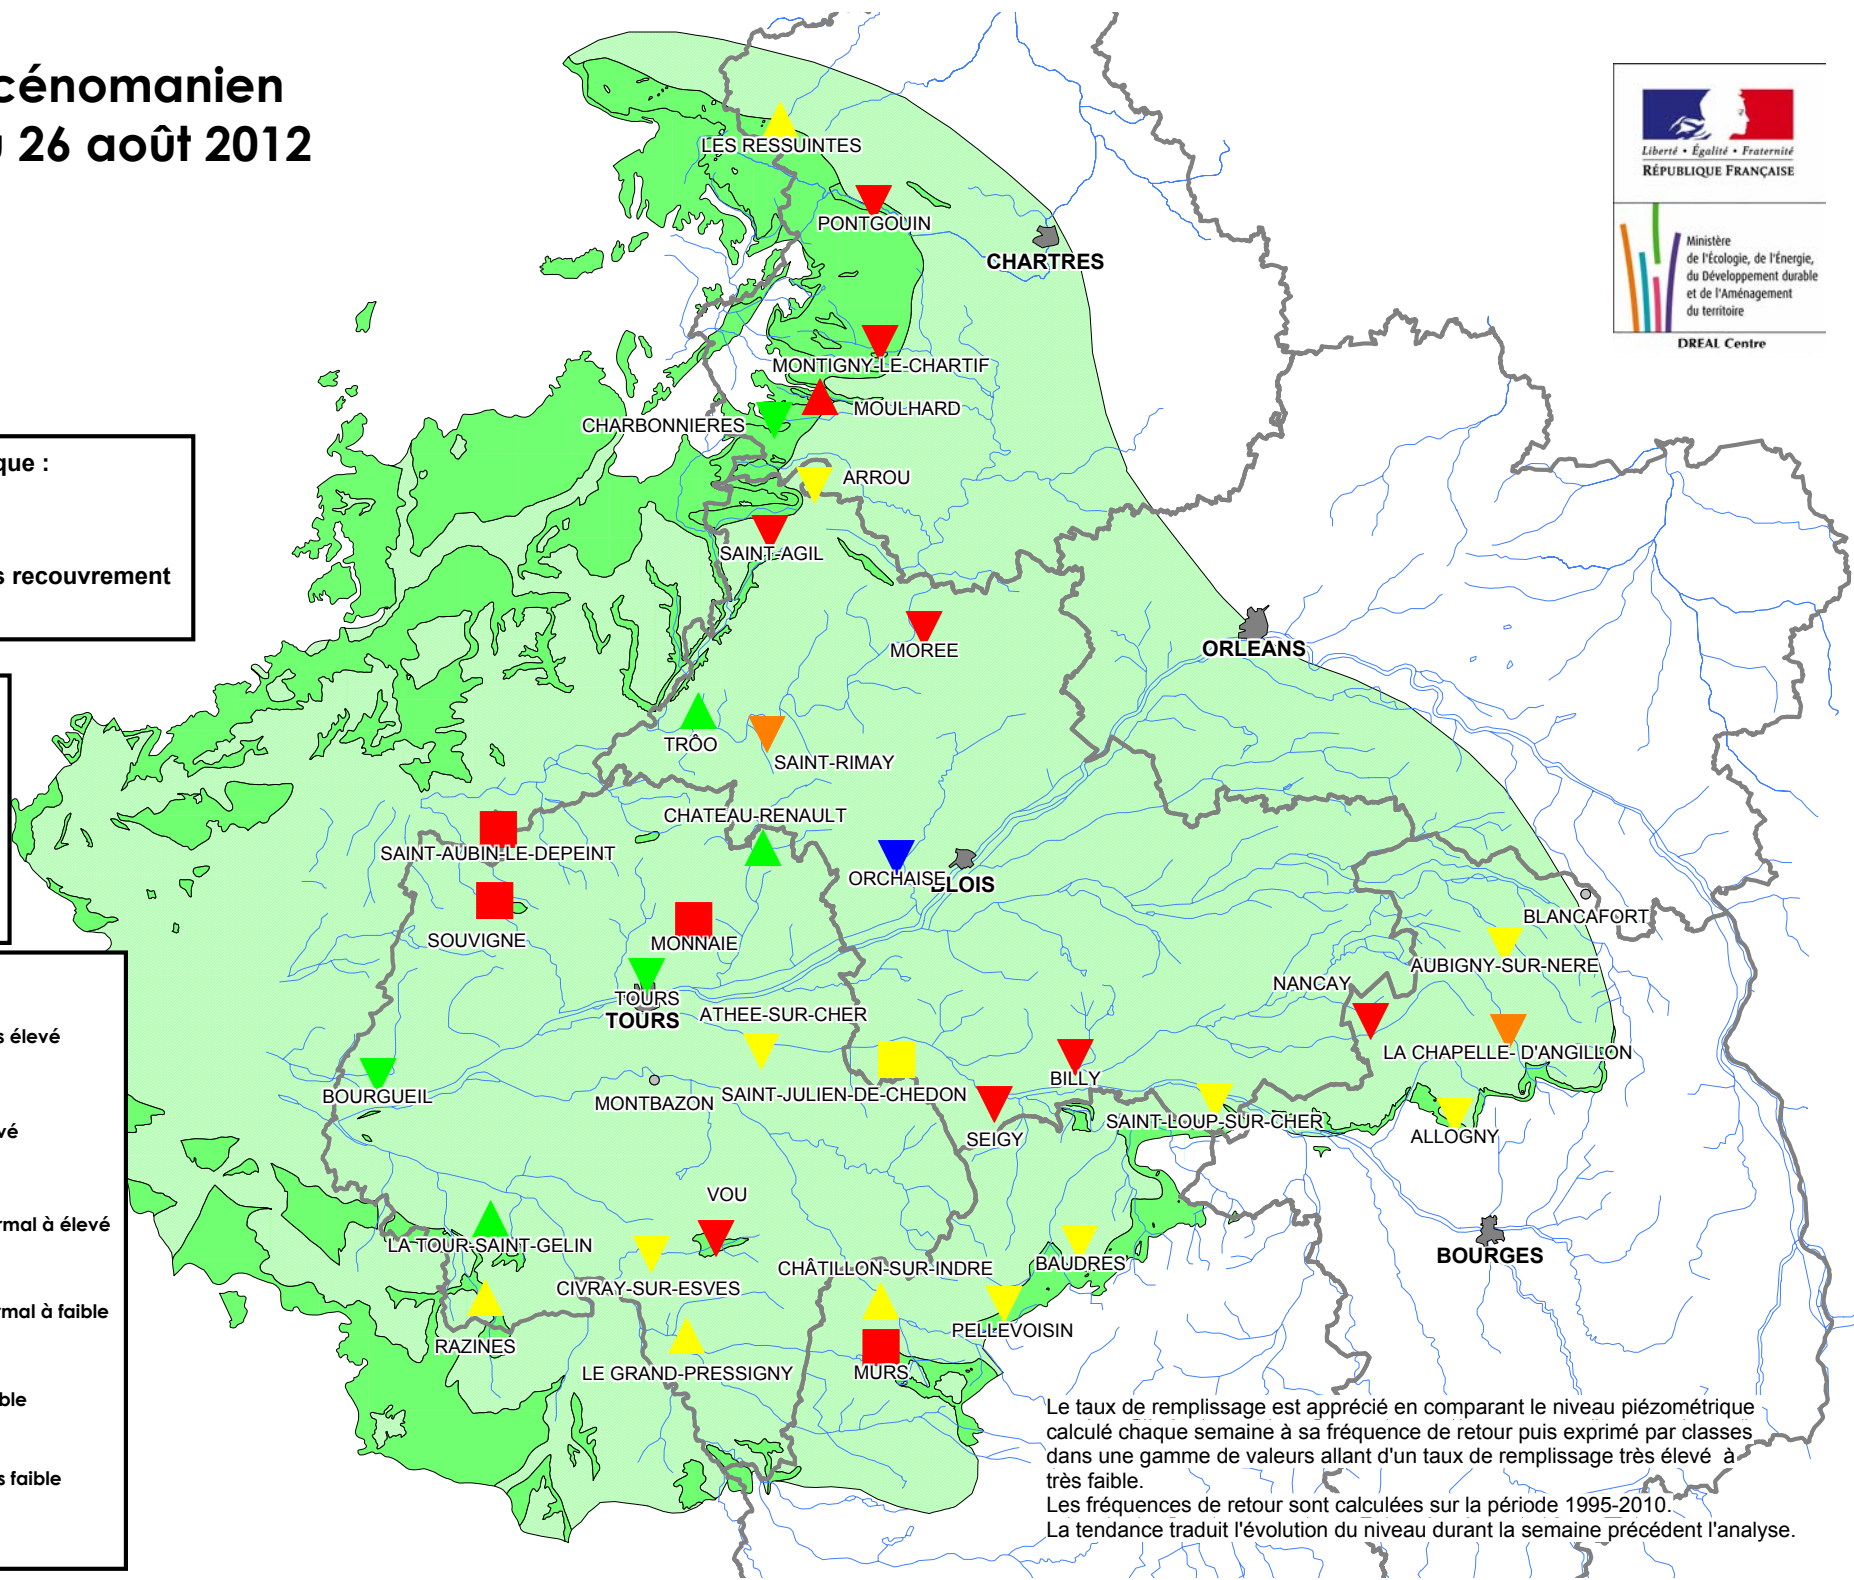 cénomanien
26 août 2012
Liberté • Égalité • Fraternité
RÉPUBLIQUE FRANÇAISE
Ministère
de l'Écologie, de l'Énergie,
du Développement durable
et de l'Aménagement
du territoire
DREAL Centre
LES RESSUINTES
PONTGOUIN
CHARTRES
MONTIGNY-LE-CHARTIF
MOULHARD
CHARBONNIERES
ARROU
SAINT-AGIL
que :
s recouvrement
MOREE
ORLEANS
TRÔO
SAINT-RIMAY
CHATEAU-RENAULT
SAINT-AUBIN-LE-DEPEINT
ORCHAISE
BLOIS
SOUVIGNE
MONNAIE
BLANCAFORT
AUBIGNY-SUR-NERE
NANCAY
TOURS
TOURS
ATHEE-SUR-CHER
LA CHAPELLE- D'ANGILLON
BILLY
BOURGUEIL
MONTBAZON
SAINT-JULIEN-DE-CHEDON
SEIGY
SAINT-LOUP-SUR-CHER
ALLOGNY
s élevé
vé
rmal à élevé
rmal à faible
ble
s faible
VOU
LA TOUR-SAINT-GELIN
CIVRAY-SUR-ESVES
CHÂTILLON-SUR-INDRE
BAUDRES
BOURGES
RAZINES
LE GRAND-PRESSIGNY
PELLEVOISIN
MURS
Le taux de remplissage est apprécié en comparant le niveau piézométrique
calculé chaque semaine à sa fréquence de retour puis exprimé par classes
dans une gamme de valeurs allant d'un taux de remplissage très élevé à
très faible.
Les fréquences de retour sont calculées sur la période 1995-2010.
La tendance traduit l'évolution du niveau durant la semaine précédent l'analyse.